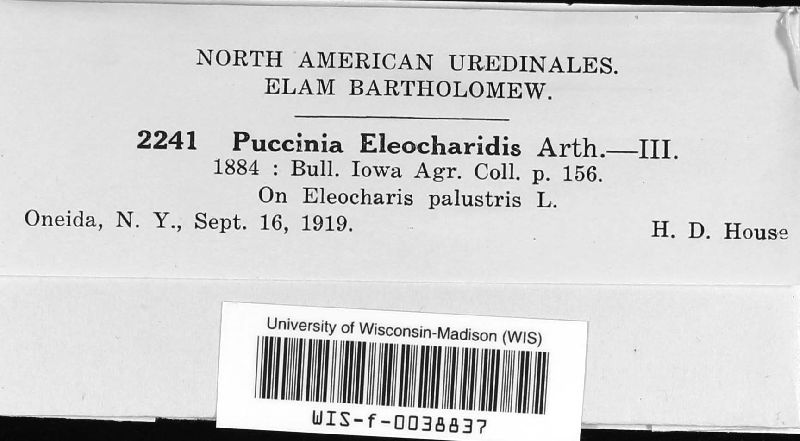 NORTH AMERICAN UREDINALES.
ELAM BARTHOLOMEW.
2241 Puccinia Eleocharidis Arth.—III.
1884 : Bull. Iowa Agr. Coll. p. 156.
On Eleocharis palustris L.
Oneida, N. Y., Sept. 16, 1919. H. D. House
University of Wisconsin-Madison (WIS)
WIS-f-0038837